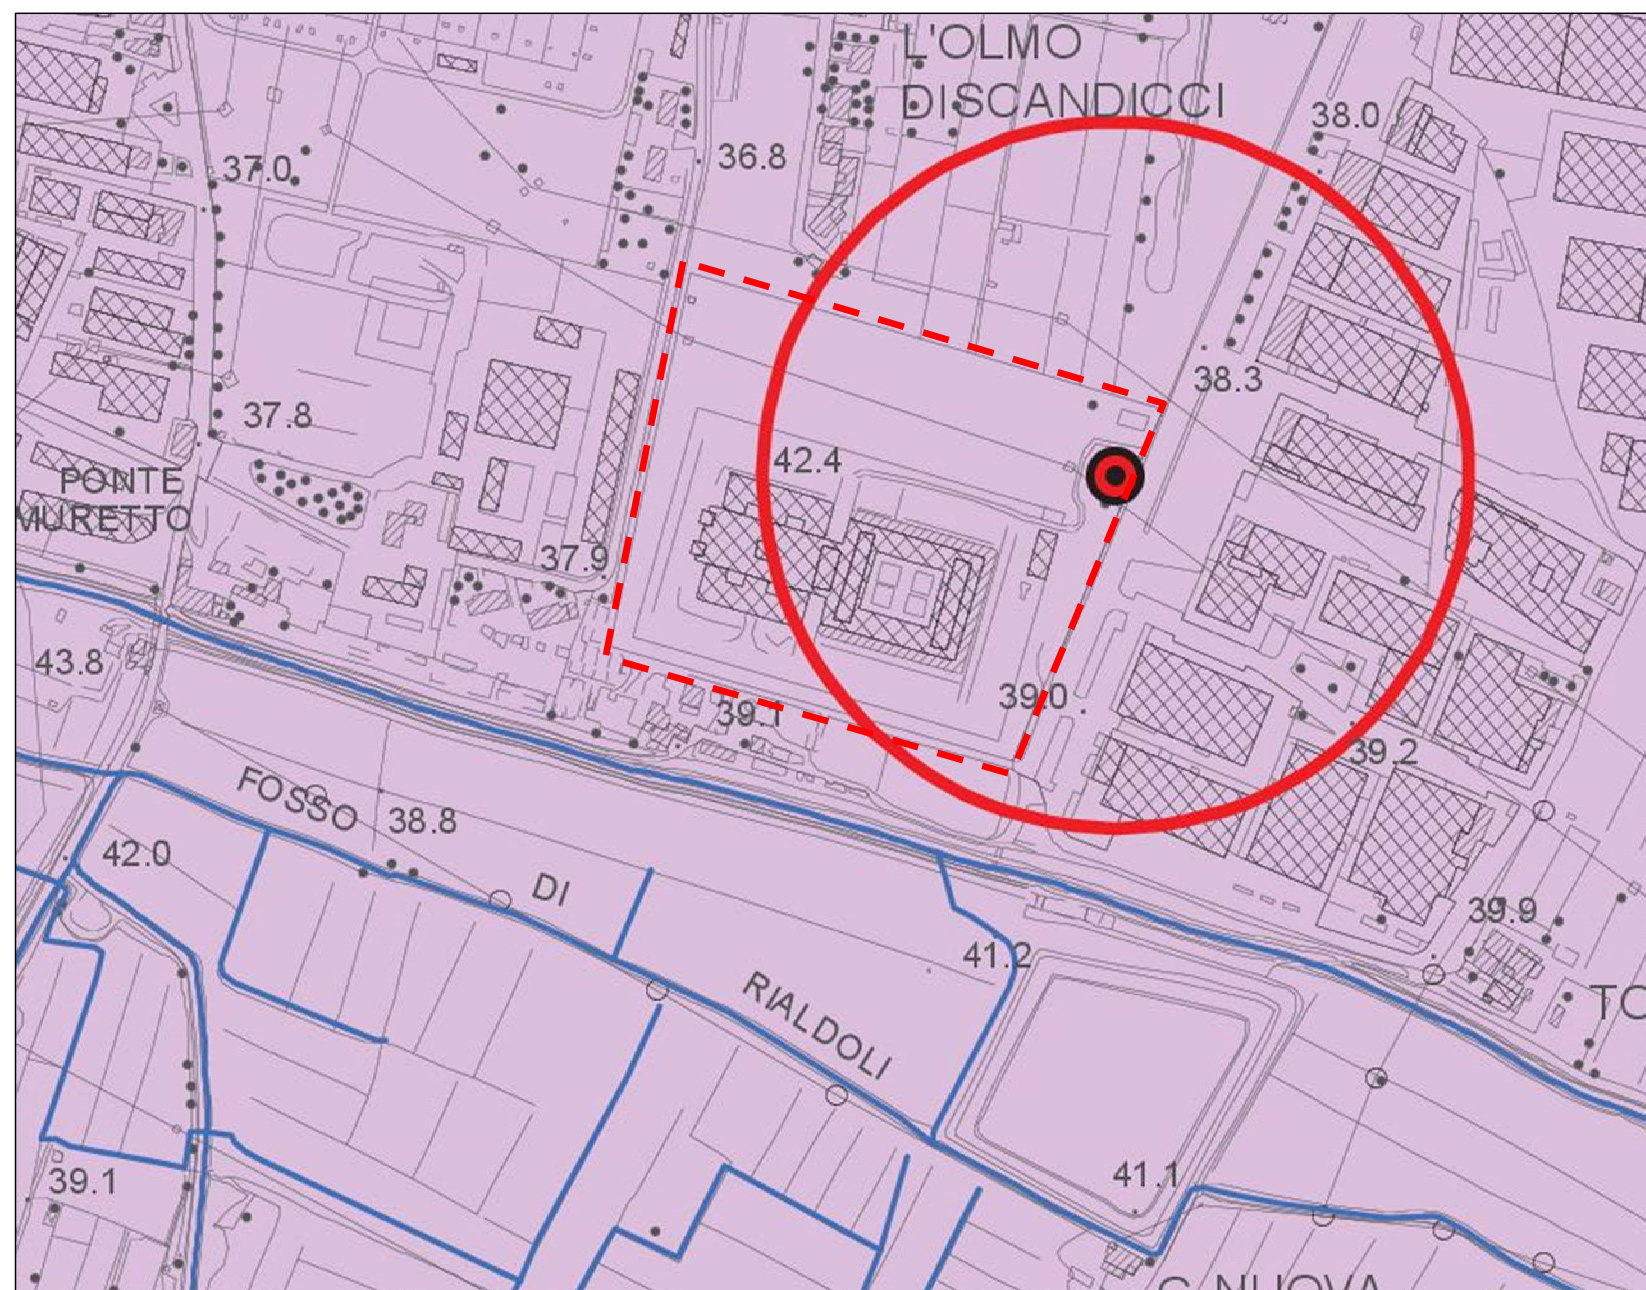 L'OLMO
DISCANDICCI
38.0
36.8
37.0
38.3
37.8
42.4
PONTE
MURETTO
37.9
43.8
39.0
39.1
39.2
FOSSO
38.8
42.0
DI
39.9
41.2
RIALDOLI
TO
41.1
39.1
C. NUOVA